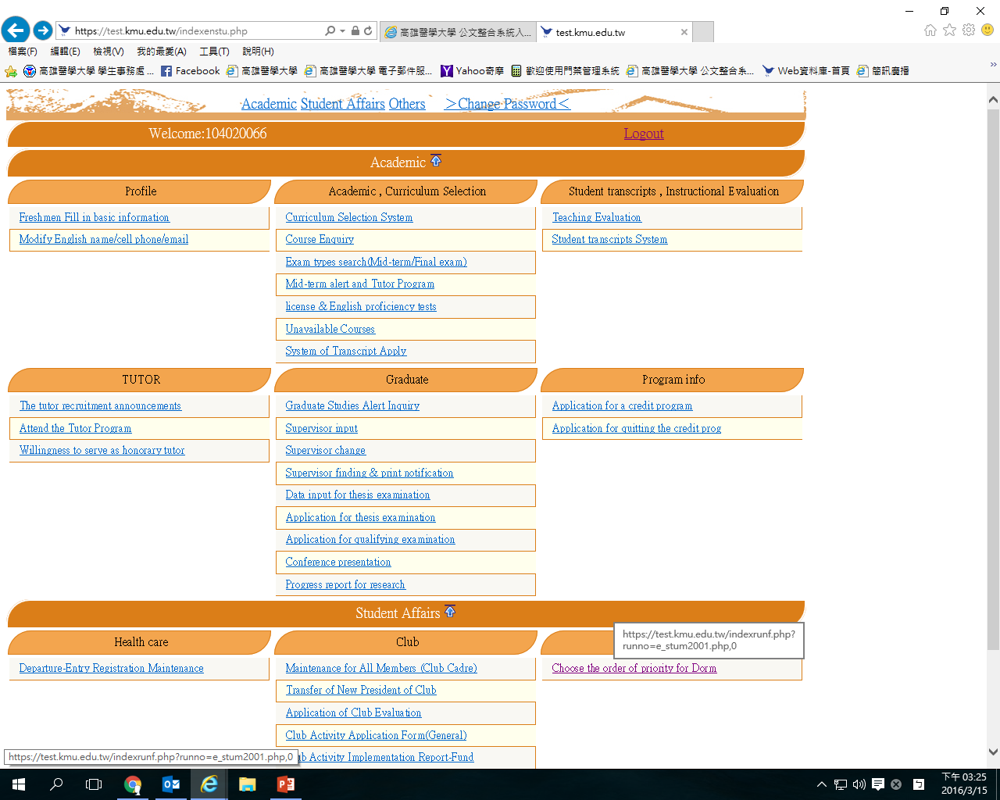 https://test.kmu.edu.tw/indexenstu.php
高雄醫學大學 公文整合系統入...
test.kmu.edu.tw
檔案(F) 編輯(E) 檢視(V) 我的最愛(A) 工具(T) 說明(H)
高雄醫學大學 學生事務處 ... Facebook 高雄醫學大學 高雄醫學大學 電子郵件服... Yahoo奇摩 歡迎使用門禁管理系統 高雄醫學大學 公文整合系... Web資料庫-首頁 簡訊廣播
Academic Student Affairs Others ＞Change Password＜
Welcome:104020066 Logout
Academic
Profile
Freshmen Fill in basic information
Modify English name/cell phone/email
Academic , Curriculum Selection
Curriculum Selection System
Course Enquiry
Exam types search(Mid-term/Final exam)
Mid-term alert and Tutor Program
license & English proficiency tests
Unavailable Courses
System of Transcript Apply
Student transcripts , Instructional Evaluation
Teaching Evaluation
Student transcripts System
TUTOR
The tutor recruitment announcements
Attend the Tutor Program
Willingness to serve as honorary tutor
Graduate
Graduate Studies Alert Inquiry
Supervisor input
Supervisor change
Supervisor finding & print notification
Data input for thesis examination
Application for thesis examination
Application for qualifying examination
Conference presentation
Progress report for research
Program info
Application for a credit program
Application for quitting the credit prog
Student Affairs
Health care
Departure-Entry Registration Maintenance
Club
Maintenance for All Members (Club Cadre)
Transfer of New President of Club
Application of Club Evaluation
Club Activity Application Form(General)
Activity Implementation Report-Fund
https://test.kmu.edu.tw/indexrunf.php?
runno=e_stum2001.php,0
Choose the order of priority for Dorm
https://test.kmu.edu.tw/indexrunf.php?runno=e_stum2001.php,0
下午 03:25
2016/3/15